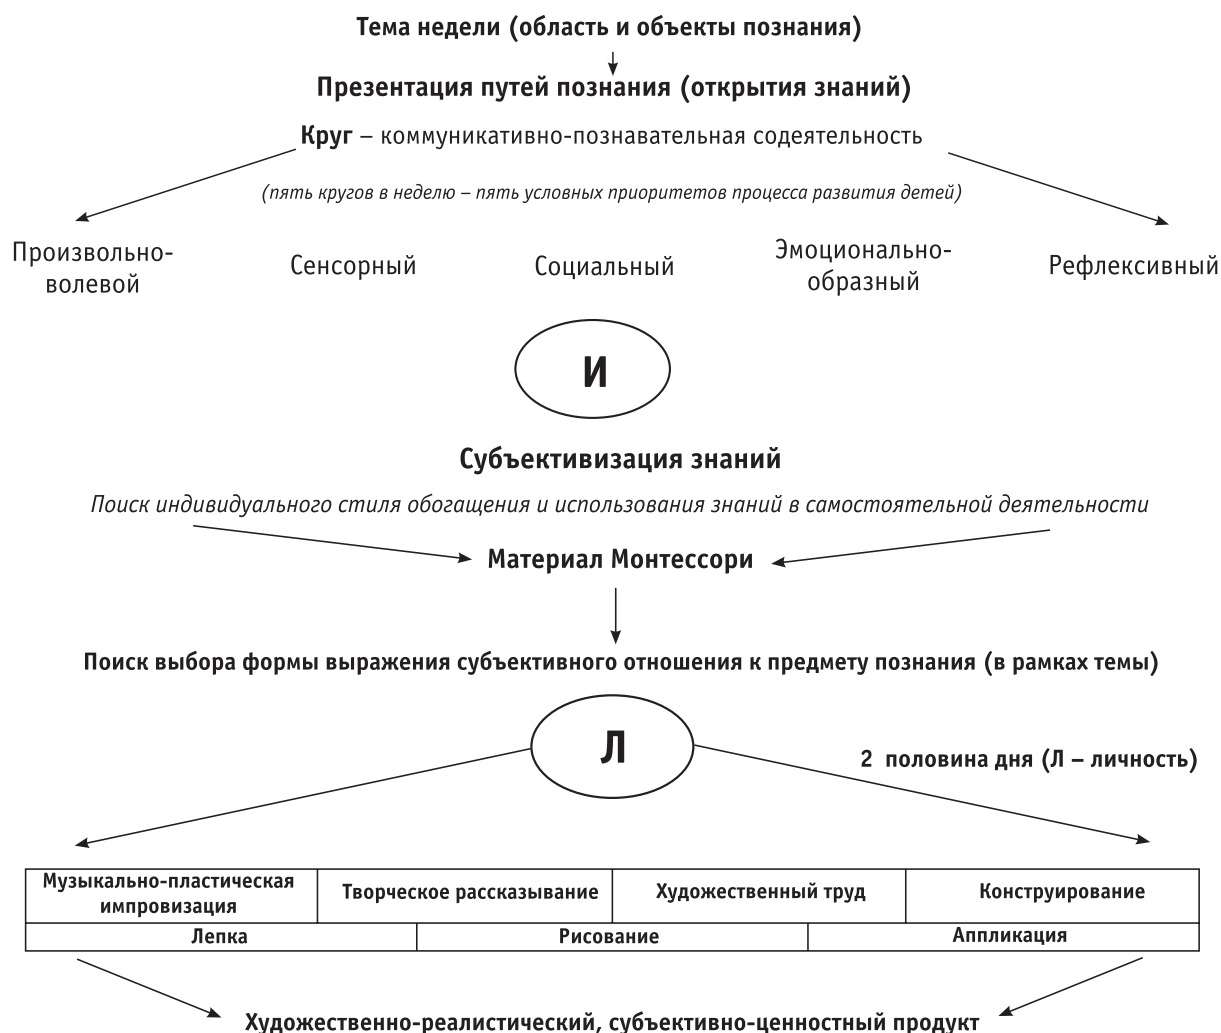 Тема недели (область и объекты познания)
Презентация путей познания (открытия знаний)
Круг – коммуникативно-познавательная содеятельность
(пять кругов в неделю – пять условных приоритетов процесса развития детей)
Произвольно-
волевой
Сенсорный
Социальный
Эмоционально-
образный
Рефлексивный
И
Субъективизация знаний
Поиск индивидуального стиля обогащения и использования знаний в самостоятельной деятельности
Материал Монтессори
Поиск выбора формы выражения субъективного отношения к предмету познания (в рамках темы)
Л
2 половина дня (Л – личность)
Музыкально-пластическая
импровизация
Творческое рассказывание
Художественный труд
Конструирование
Лепка
Рисование
Аппликация
Художественно-реалистический, субъективно-ценностный продукт